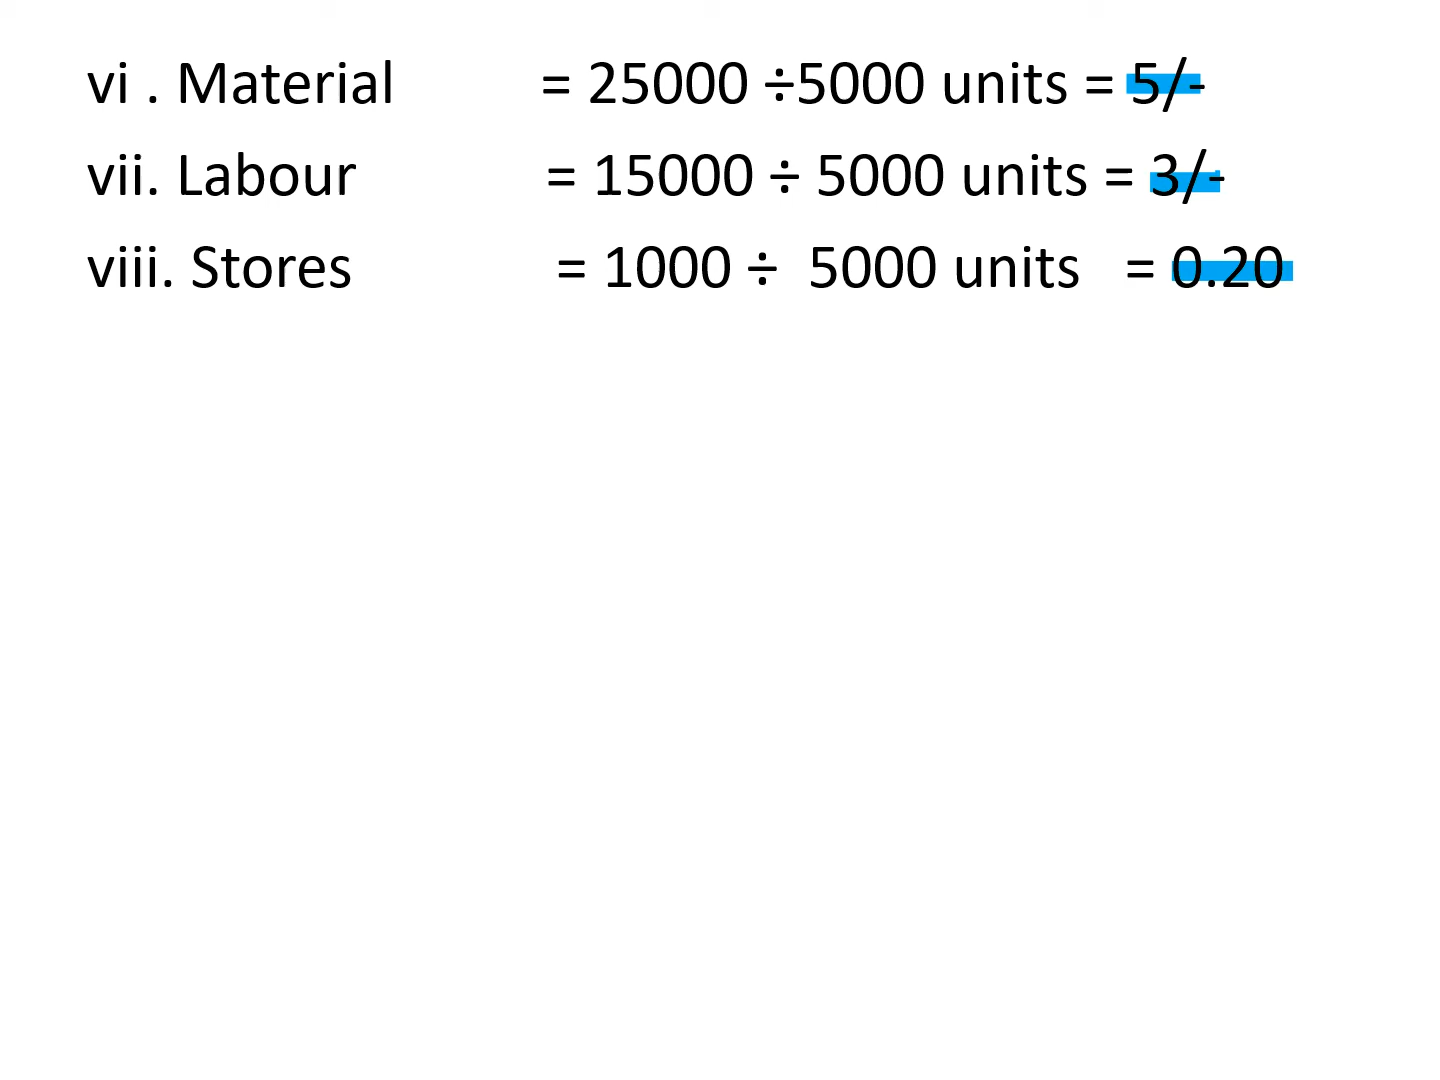 vi . Material = 25000 ÷5000 units = 5/-
vii. Labour = 15000 ÷ 5000 units = 3/-
viii. Stores = 1000 ÷ 5000 units = 0.20